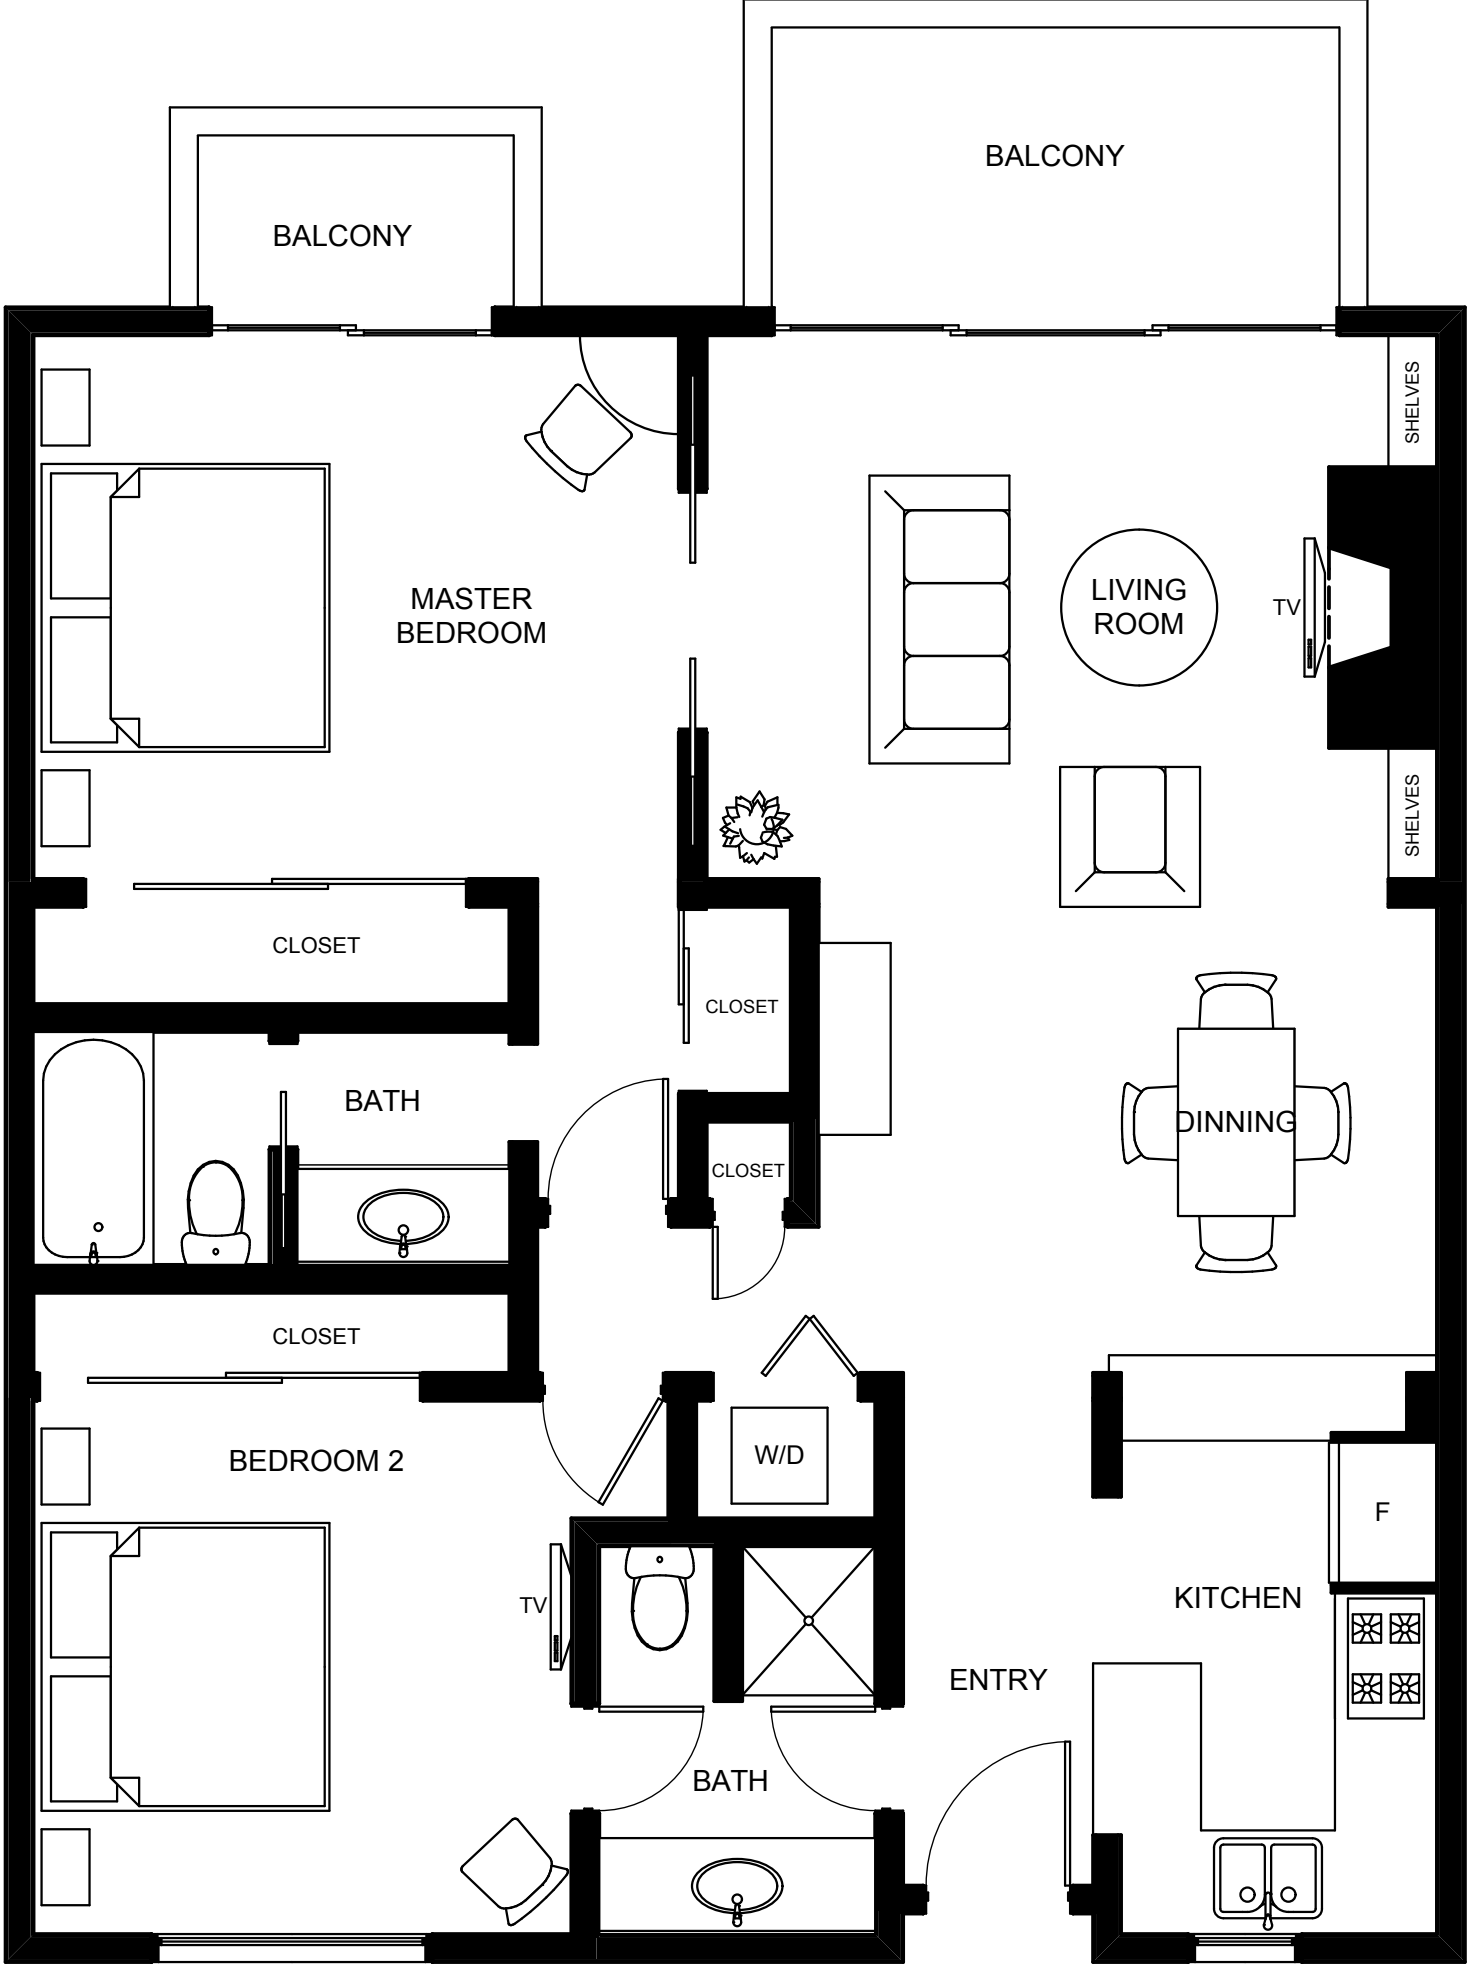 BALCONY
BALCONY
SHELVES
MASTER
BEDROOM
LIVING
ROOM
TV
SHELVES
CLOSET
CLOSET
BATH
DINNING
CLOSET
CLOSET
BEDROOM 2
W/D
F
KITCHEN
TV
ENTRY
BATH